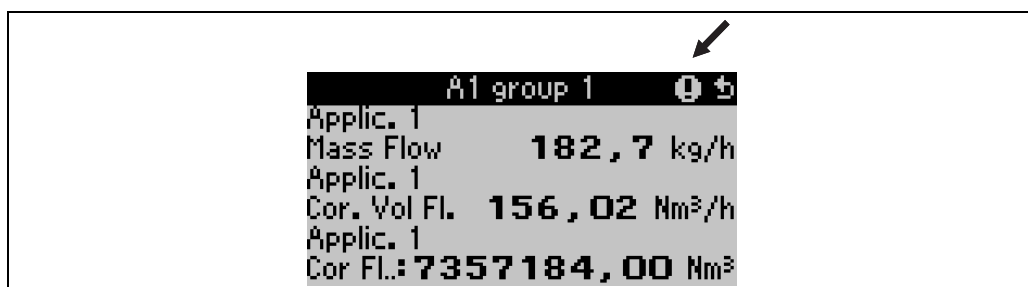 A1 group 1
Applic. 1
Mass Flow 182,7 kg/h
Applic. 1
Cor. Vol Fl. 156,02 Nm³/h
Applic. 1
Cor Fl..:7357184,00 Nm³